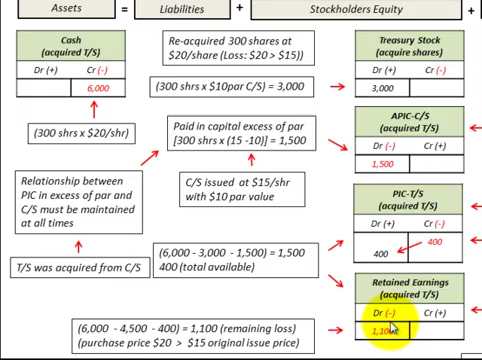 Assets = Liabilities + Stockholders Equity +
Cash
(acquired T/S)
Dr (+) Cr (-)
6,000
(300 shrs x $20/shr)
Re-acquired 300 shares at
$20/share (Loss: $20 > $15))
(300 shrs x $10par C/S) = 3,000
Treasury Stock
(acquire shares)
Dr (+) Cr (-)
3,000
Paid in capital excess of par
[300 shrs x (15 -10)] = 1,500
APIC-C/S
(acquired T/S)
Dr (-) Cr (+)
1,500
Relationship between
PIC in excess of par and
C/S must be maintained
at all times
C/S issued at $15/shr
with $10 par value
T/S was acquired from C/S
PIC-T/S
(acquired T/S)
Dr (+) Cr (-)
400
400
(6,000 - 3,000 - 1,500) = 1,500
400 (total available)
Retained Earnings
(acquired T/S)
Dr (-) Cr (+)
1,100
(6,000 - 4,500 - 400) = 1,100 (remaining loss)
(purchase price $20 > $15 original issue price)